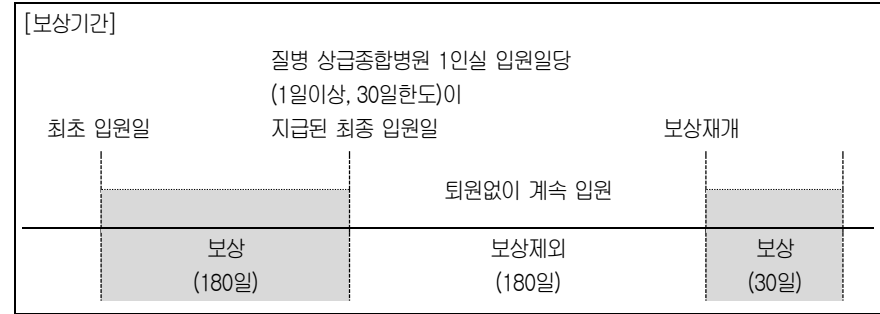 [보상기간]
질병 상급종합병원 1인실 입원일당
(1일이상, 30일한도)이
최초 입원일 지급된 최종 입원일 보상재개
퇴원없이 계속 입원
보상 보상제외 보상
(180일) (180일) (30일)